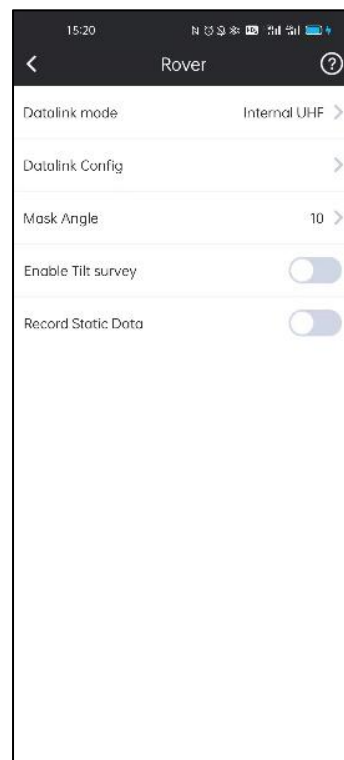 15:20
Rover
Datalink mode Internal UHF
Datalink Config
Mask Angle 10
Enable Tilt survey
Record Static Data